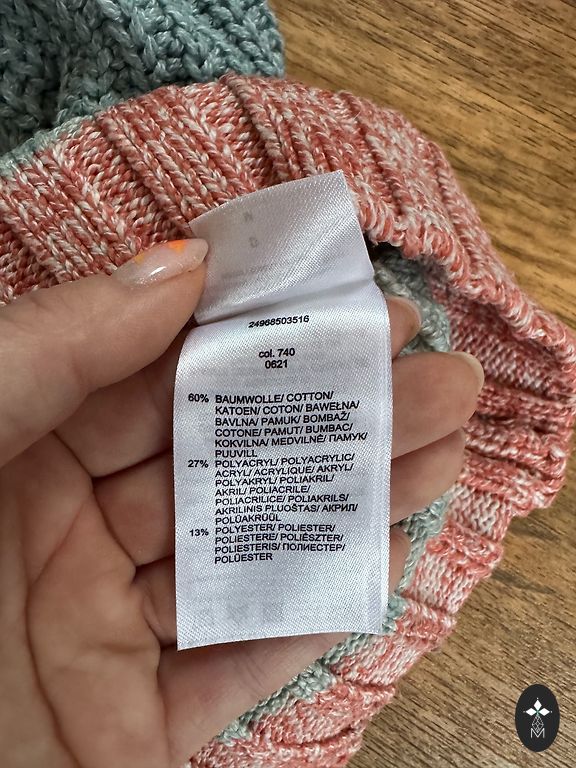 24968503516
col. 740
0621
60% BAUMWOLLE/ COTTON/
KATOEN/ COTON/ BAWEŁNA/
BAVLNA/ PAMUK/ BOMBAŽ/
COTONE/ PAMUT/ BUMBAC/
KOKVILNA/ MEDVILNĖ/ ПАМУК/
PUUVILL
27% POLYACRYL/ POLYACRYLIC/
ACRYL/ ACRYLIQUE/ AKRYL/
POLYAKRYL/ POLIAKRIL/
AKRIL/ POLIACRILE/
POLIACRILICE/ POLIAKRILS/
AKRILINIS PLUOŠTAS/ АКРИЛ/
POLÜAKRÜÜL
13% POLYESTER/ POLIESTER/
POLIESTERE/ POLIÉSZTER/
POLIESTERIS/ ПОЛИЕСТЕР/
POLÜESTER
M